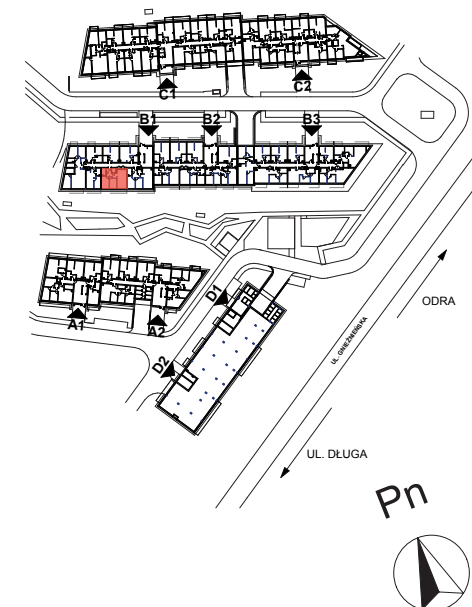 C1
C2
B1
B2
B3
A1
A2
D1
D2
ODRA
UL. GNIEŹNIEŃSKA
UL. DŁUGA
Pn